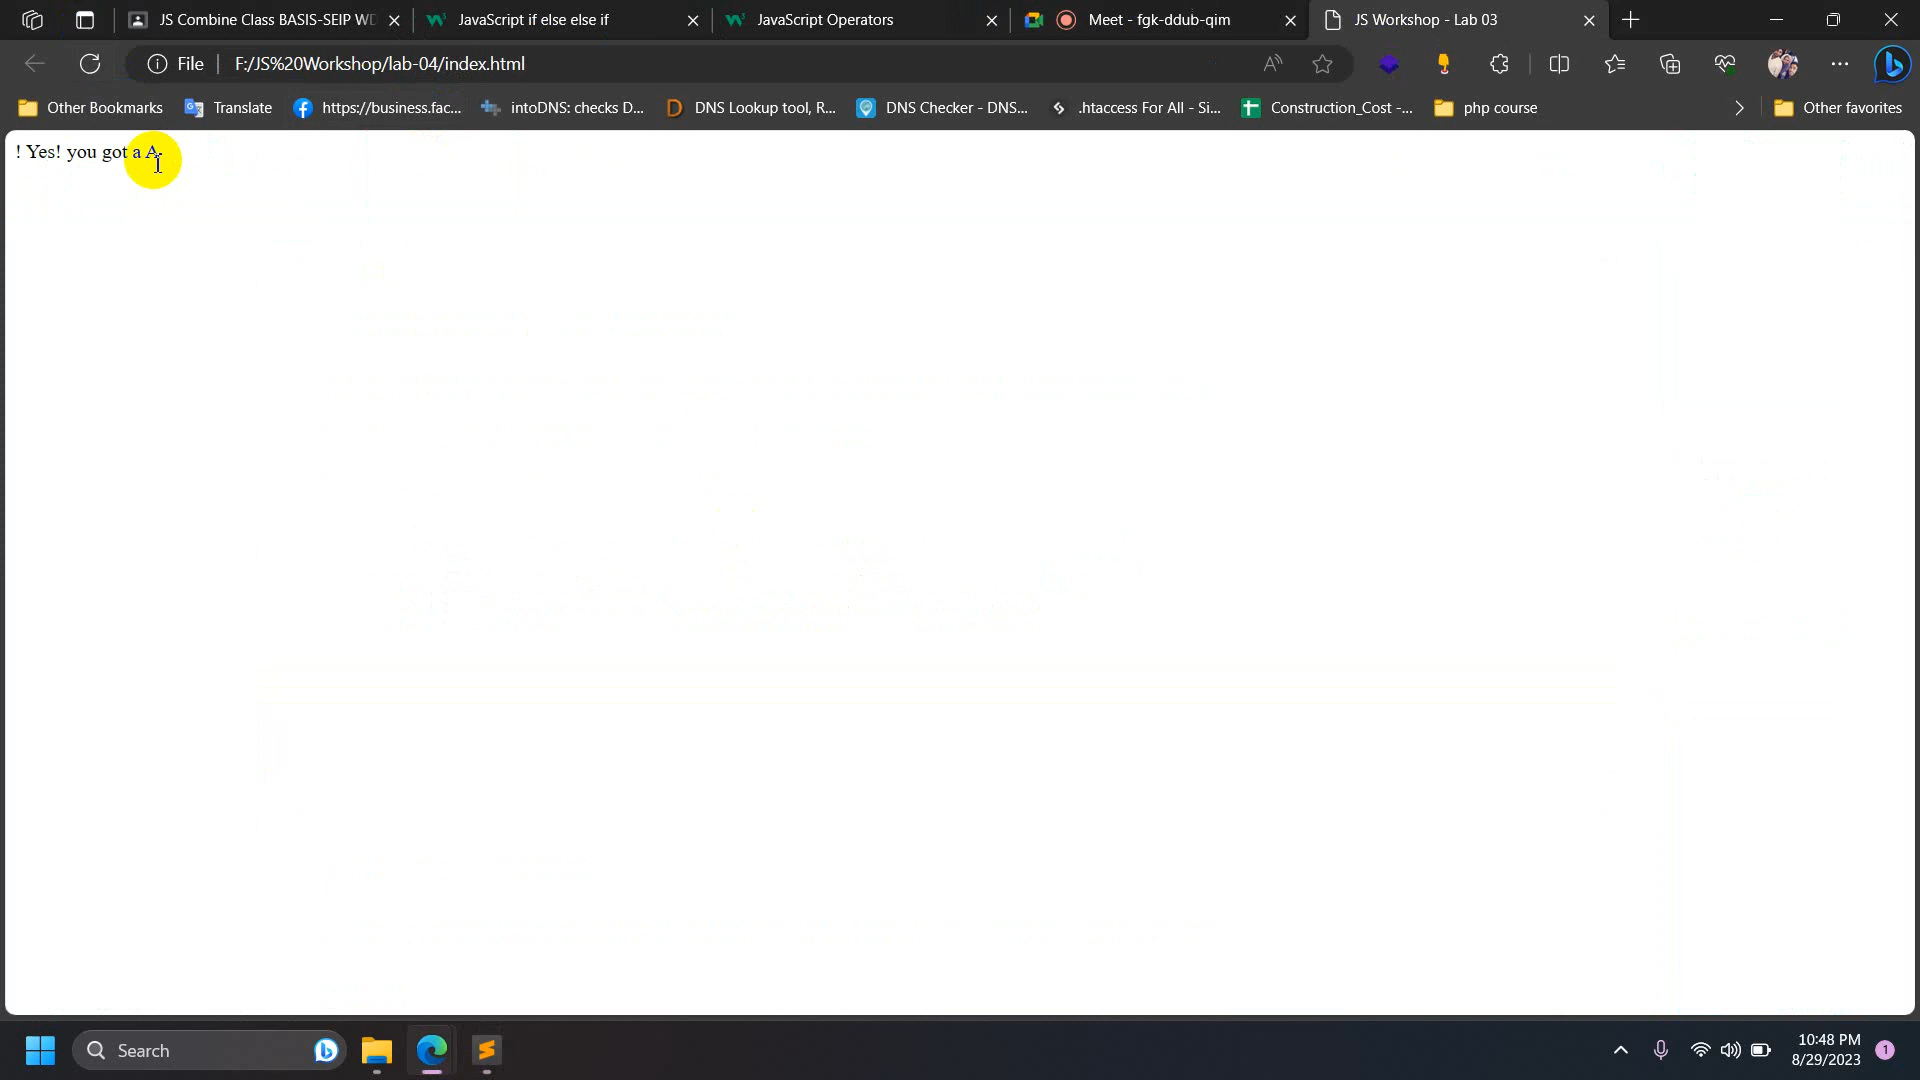 JS Combine Class BASIS-SEIP WD
JavaScript if else else if
JavaScript Operators
Meet - fgk-ddub-qim
JS Workshop - Lab 03
File
F:/JS%20Workshop/lab-04/index.html
Other Bookmarks
Translate
https://business.fac...
intoDNS: checks D...
DNS Lookup tool, R...
DNS Checker - DNS...
.htaccess For All - Si...
Construction_Cost -...
php course
Other favorites
! Yes! you got a A-
Search
10:48 PM
8/29/2023
1